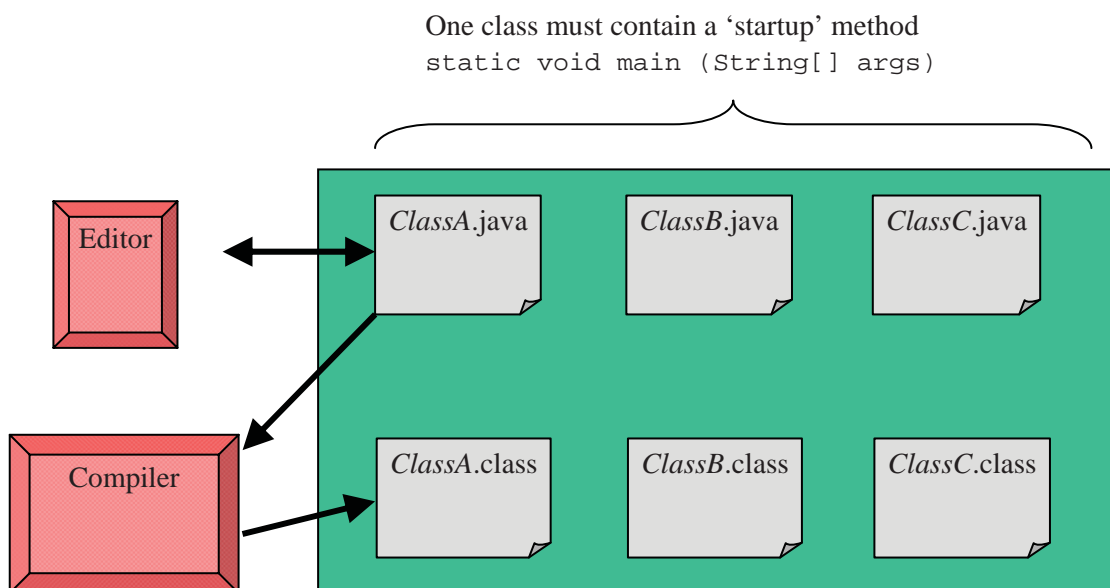 One class must contain a ‘startup’ method
static void main (String[] args)
Editor
ClassA.java
ClassB.java
ClassC.java
Compiler
ClassA.class
ClassB.class
ClassC.class